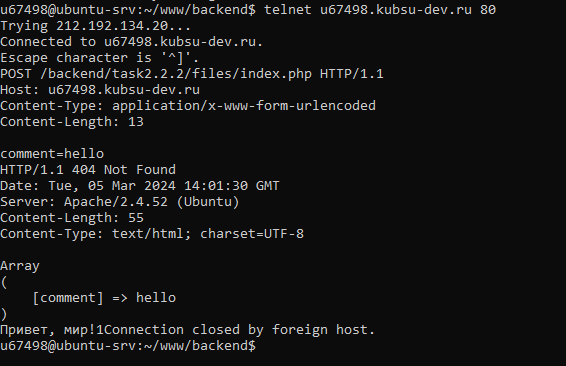 u67498@ubuntu-srv:~/www/backend$ telnet u67498.kubsu-dev.ru 80
Trying 212.192.134.20...
Connected to u67498.kubsu-dev.ru.
Escape character is '^]'.
POST /backend/task2.2.2/files/index.php HTTP/1.1
Host: u67498.kubsu-dev.ru
Content-Type: application/x-www-form-urlencoded
Content-Length: 13

comment=hello
HTTP/1.1 404 Not Found
Date: Tue, 05 Mar 2024 14:01:30 GMT
Server: Apache/2.4.52 (Ubuntu)
Content-Length: 55
Content-Type: text/html; charset=UTF-8

Array
(
    [comment] => hello
)
Привет, мир!1Connection closed by foreign host.
u67498@ubuntu-srv:~/www/backend$